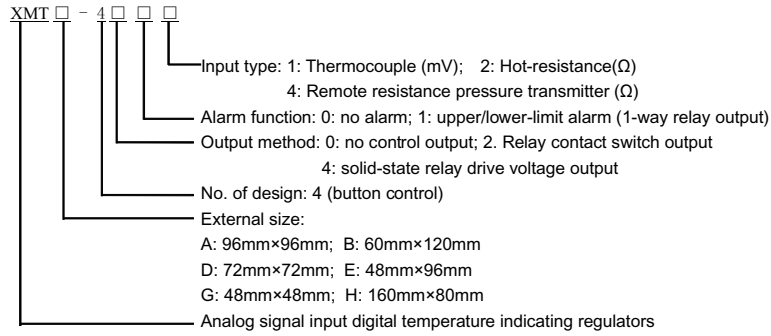 XMT□－4□ □ □
Input type: 1: Thermocouple (mV); 2: Hot-resistance(Ω)
4: Remote resistance pressure transmitter (Ω)
Alarm function: 0: no alarm; 1: upper/lower-limit alarm (1-way relay output)
Output method: 0: no control output; 2. Relay contact switch output
4: solid-state relay drive voltage output
No. of design: 4 (button control)
External size:
A: 96mm×96mm; B: 60mm×120mm
D: 72mm×72mm; E: 48mm×96mm
G: 48mm×48mm; H: 160mm×80mm
Analog signal input digital temperature indicating regulators